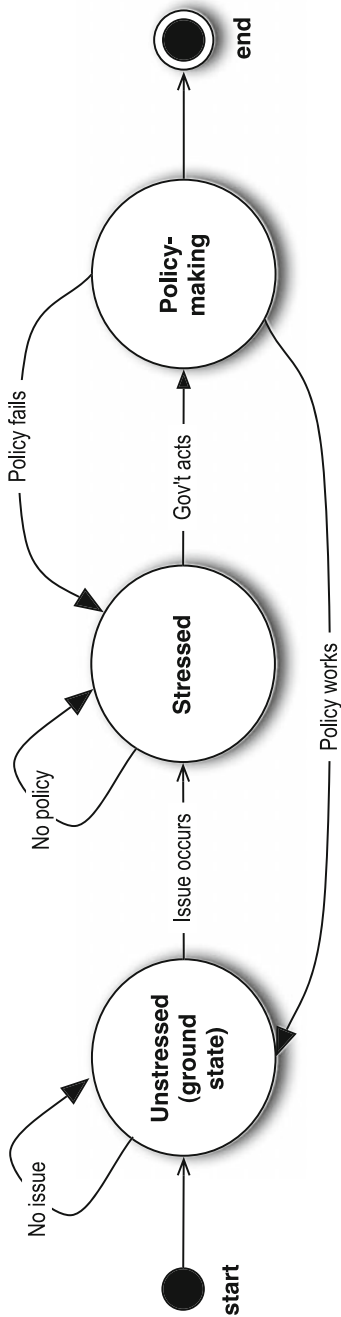 start
No issue
Unstressed
(ground
state)
Issue occurs
No policy
Stressed
Policy fails
Gov't acts
Policy works
Policy-
making
end